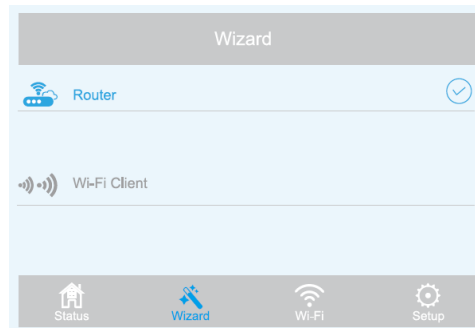 Wizard
Router
Wi-Fi Client
Status Wizard Wi-Fi Setup